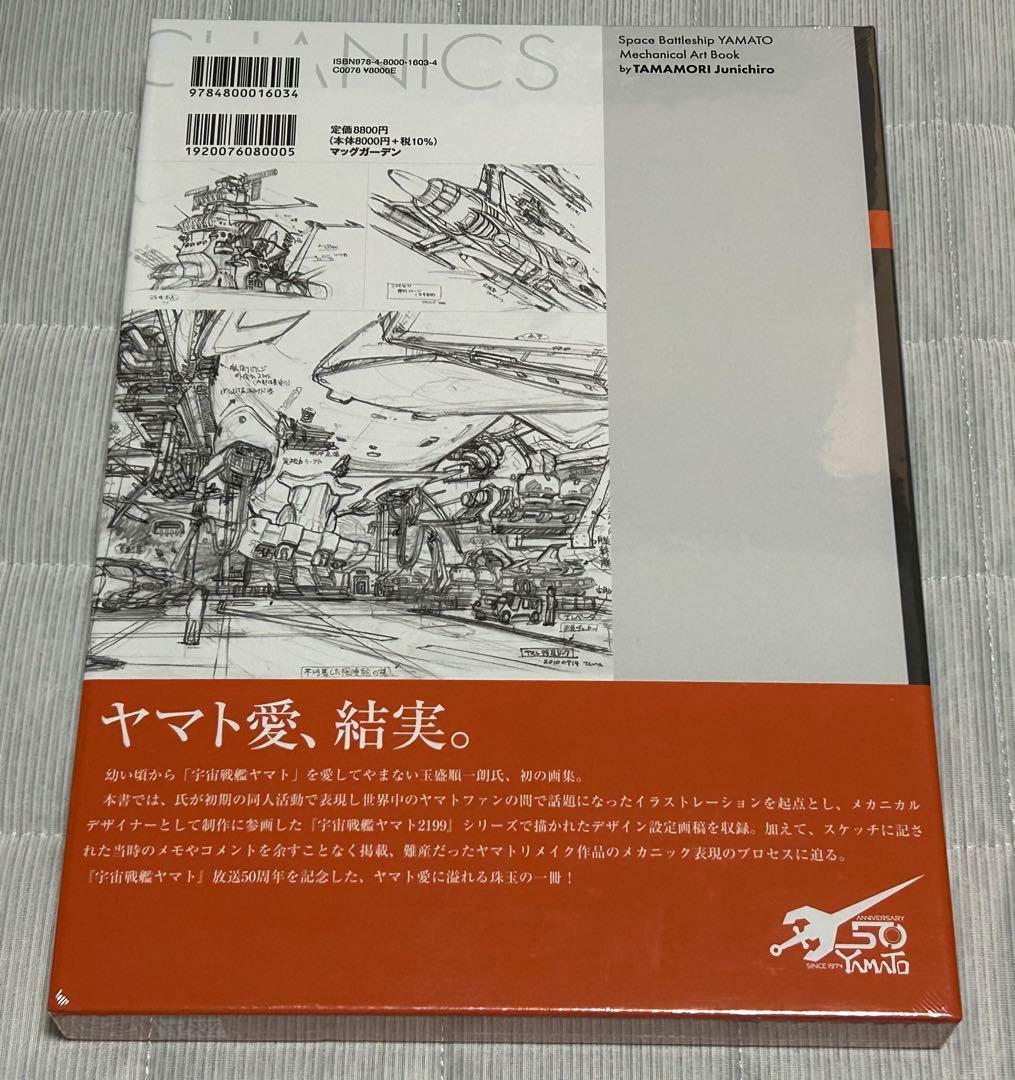 CHANICS
ISBN978-4-8000-1603-4
C0076 ¥8000E
9784800016034
1920076080005
定価8800円
(本体8000円+税10%)
マッグガーデン
Space Battleship YAMATO
Mechanical Art Book
by TAMAMORI Junichiro
20100914 Tama
ヤマト愛、結実。
幼い頃から「宇宙戦艦ヤマト」を愛してやまない玉盛順一朗氏、初の画集。
本書では、氏が初期の同人活動で表現し世界中のヤマトファンの間で話題になったイラストレーションを起点とし、メカニカル
デザイナーとして制作に参画した『宇宙戦艦ヤマト2199』シリーズで描かれたデザイン設定画稿を収録。加えて、スケッチに記さ
れた当時のメモやコメントを余すことなく掲載、難産だったヤマトリメイク作品のメカニック表現のプロセスに迫る。
『宇宙戦艦ヤマト』放送50周年を記念した、ヤマト愛に溢れる珠玉の一冊！
ANNIVERSARY
50
SINCE 1974 YAMATO